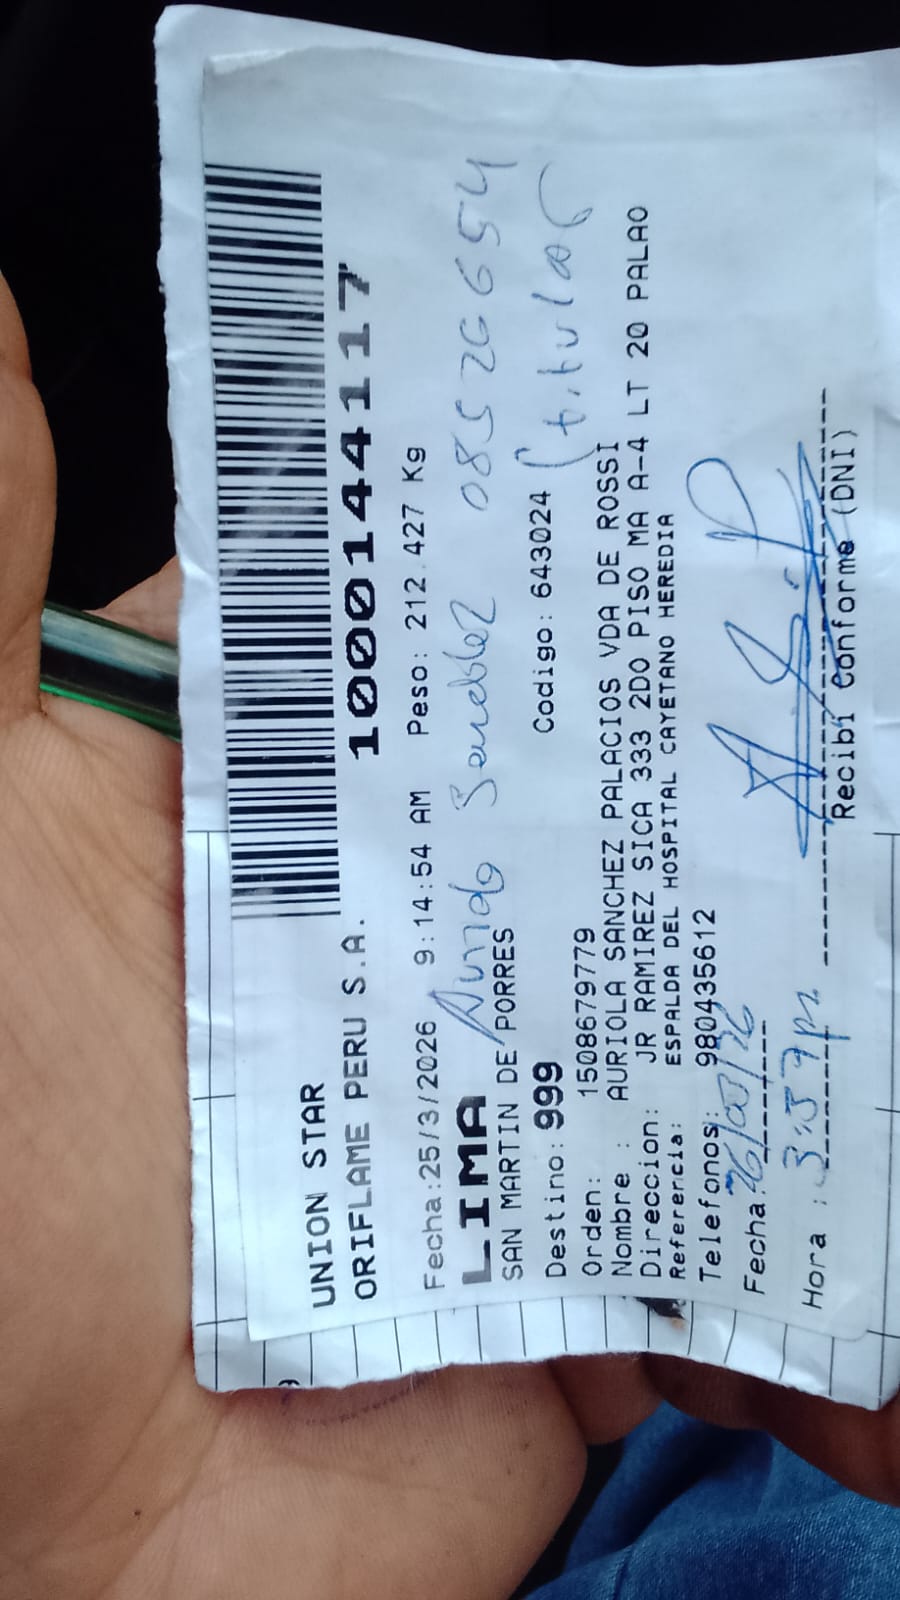 UNION STAR
ORIFLAME PERU S.A.
10001444117
Fecha:25/3/2026 9:14:54 AM Peso: 212.427 Kg
LIMA 08526654
SAN MARTIN DE PORRES
Destino: 999 Codigo: 643024 (titular)
Orden: 1508679779
Nombre : AURIOLA SANCHEZ PALACIOS VDA DE ROSSI
Direccion: JR RAMIREZ SICA 333 2DO PISO MA A-4 LT 20 PALAO
Referencia: ESPALDA DEL HOSPITAL CAYETANO HEREDIA
Telefonos: 980435612
Fecha:
Hora :
Recibi Conforme (DNI)